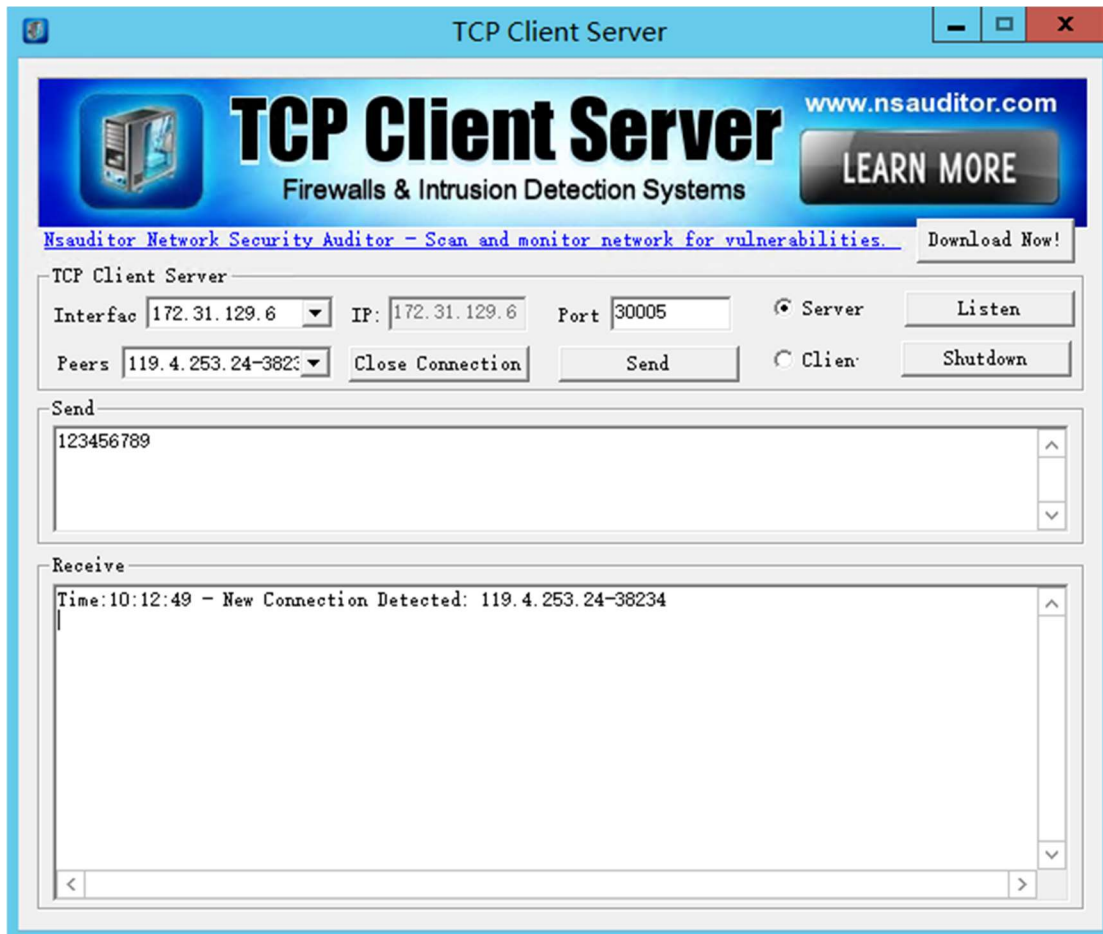 TCP Client Server
TCP Client Server
www.nsauditor.com
Firewalls & Intrusion Detection Systems
LEARN MORE
Nsauditor Network Security Auditor - Scan and monitor network for vulnerabilities.
Download Now!
TCP Client Server
Interfac 172.31.129.6 IP: 172.31.129.6 Port 30005 Server Listen
Peers 119.4.253.24-3823 Close Connection Send Clien Shutdown
Send
123456789
Receive
Time:10:12:49 - New Connection Detected: 119.4.253.24-38234